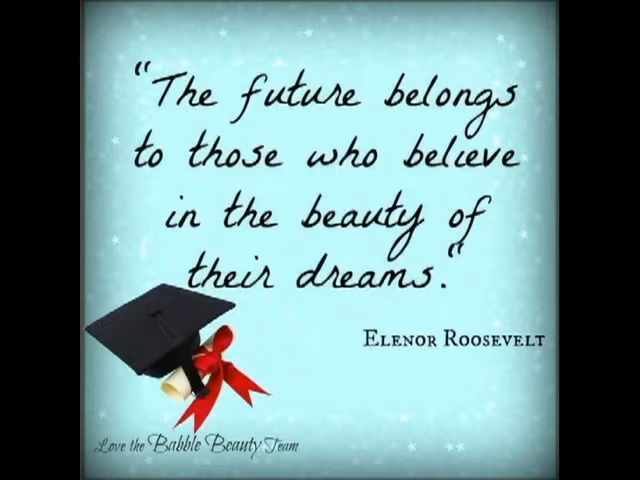 "The future belongs
to those who believe
in the beauty of
their dreams."
Elenor Roosevelt
Love the Babble Beauty Team